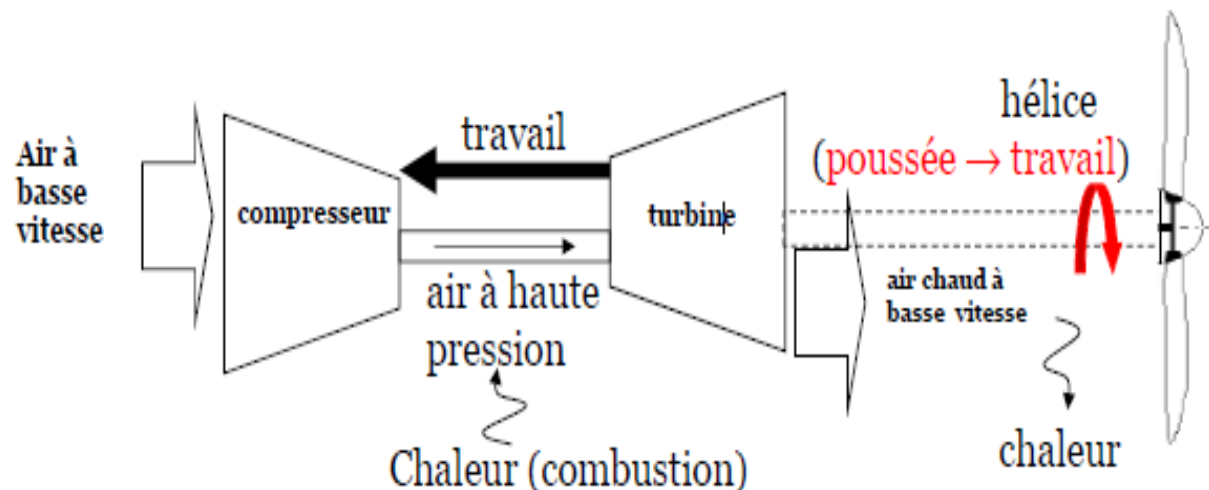 Air à
basse
vitesse
compresseur
travail
air à haute
pression
Chaleur (combustion)
turbine
hélice
(poussée → travail)
air chaud à
basse vitesse
chaleur